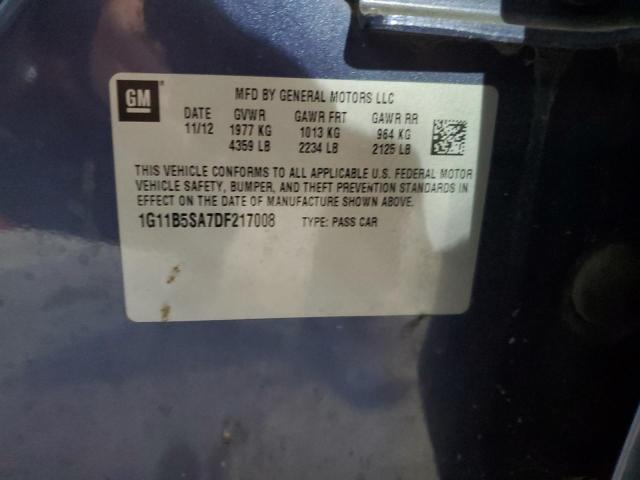 GM
MFD BY GENERAL MOTORS LLC
DATE GVWR GAWR FRT GAWR RR
11/12 1977 KG 1013 KG 964 KG
4359 LB 2234 LB 2125 LB
THIS VEHICLE CONFORMS TO ALL APPLICABLE U.S. FEDERAL MOTOR
VEHICLE SAFETY, BUMPER, AND THEFT PREVENTION STANDARDS IN
EFFECT ON THE DATE OF MANUFACTURE SHOWN ABOVE.
1G11B5SA7DF217008 TYPE: PASS CAR